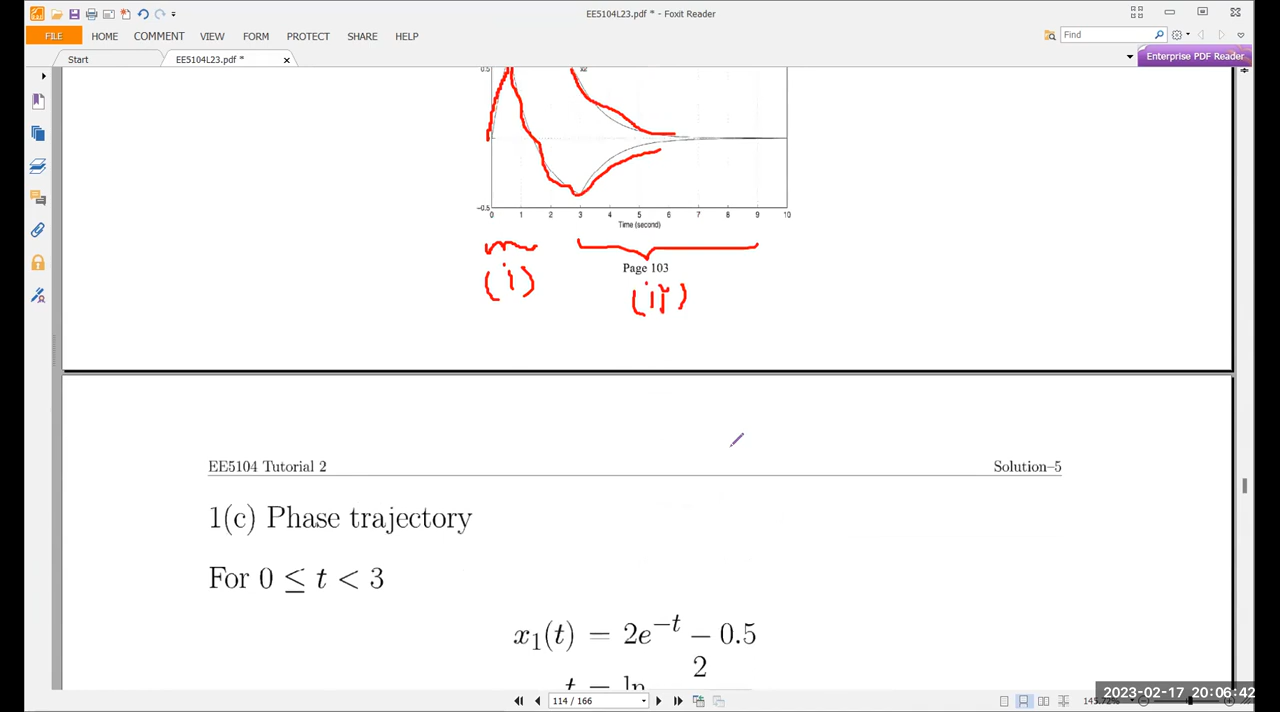 EE5104L23.pdf * - Foxit Reader
FILE HOME COMMENT VIEW FORM PROTECT SHARE HELP
Find
Start
EE5104L23.pdf *
Enterprise PDF Reader
0.5
x2
-0.5
0 1 2 3 4 5 6 7 8 9 10
Time (second)
Page 103
(i)
(ii)
EE5104 Tutorial 2
Solution–5
1(c) Phase trajectory
For 0 ≤ t < 3
x₁(t) = 2e^{−t} − 0.5
2
t = ln
114 / 166
145.72%
2023-02-17 20:06:42